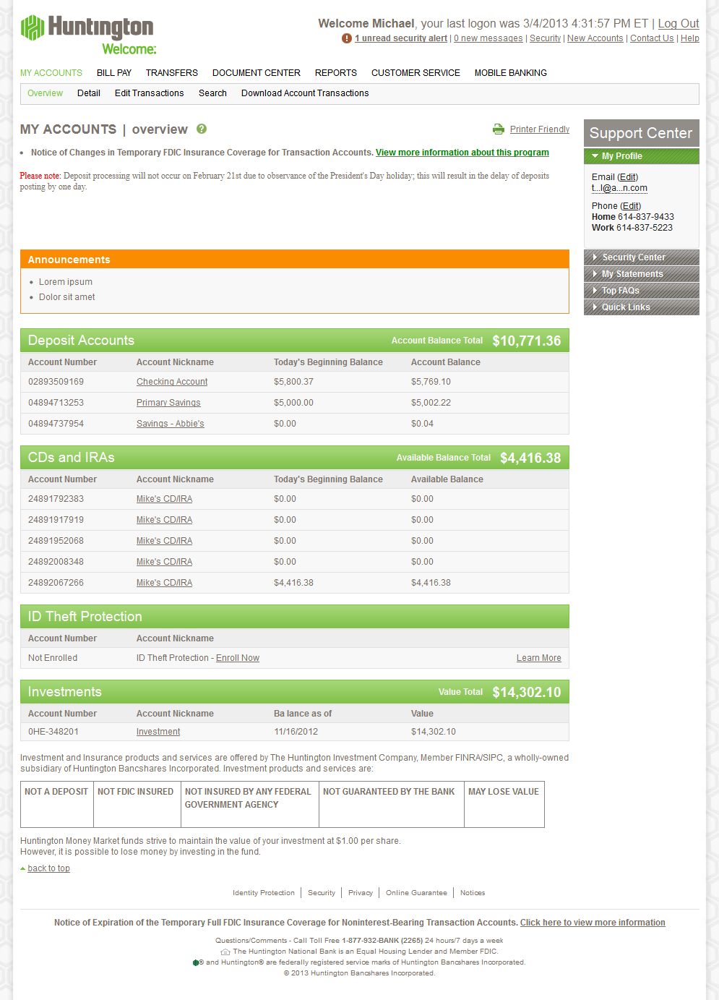 Huntington
Welcome:
Welcome Michael, your last logon was 3/4/2013 4:31:57 PM ET | Log Out
1 unread security alert | 0 new messages | Security | New Accounts | Contact Us | Help
MY ACCOUNTS BILL PAY TRANSFERS DOCUMENT CENTER REPORTS CUSTOMER SERVICE MOBILE BANKING
Overview Detail Edit Transactions Search Download Account Transactions
MY ACCOUNTS | overview ?
Printer Friendly
• Notice of Changes in Temporary FDIC Insurance Coverage for Transaction Accounts. View more information about this program
Please note: Deposit processing will not occur on February 21st due to observance of the President's Day holiday; this will result in the delay of deposits
posting by one day.
Support Center
My Profile
Email (Edit)
t...l@a...n.com
Phone (Edit)
Home 614-837-9433
Work 614-837-5223
Security Center
My Statements
Top FAQs
Quick Links
Announcements
• Lorem ipsum
• Dolor sit amet
Deposit Accounts Account Balance Total $10,771.36
Account Number Account Nickname Today's Beginning Balance Account Balance
02893509169 Checking Account $5,800.37 $5,769.10
04894713253 Primary Savings $5,000.00 $5,002.22
04894737954 Savings - Abbie's $0.00 $0.04
CDs and IRAs Available Balance Total $4,416.38
Account Number Account Nickname Today's Beginning Balance Available Balance
24891792383 Mike's CD/IRA $0.00 $0.00
24891917919 Mike's CD/IRA $0.00 $0.00
24891952068 Mike's CD/IRA $0.00 $0.00
24892008348 Mike's CD/IRA $0.00 $0.00
24892067266 Mike's CD/IRA $4,416.38 $4,416.38
ID Theft Protection
Account Number Account Nickname
Not Enrolled ID Theft Protection - Enroll Now Learn More
Investments Value Total $14,302.10
Account Number Account Nickname Ba lance as of Value
0HE-348201 Investment 11/16/2012 $14,302.10
Investment and Insurance products and services are offered by The Huntington Investment Company, Member FINRA/SIPC, a wholly-owned
subsidiary of Huntington Bancshares Incorporated. Investment products and services are:
NOT A DEPOSIT NOT FDIC INSURED NOT INSURED BY ANY FEDERAL NOT GUARANTEED BY THE BANK MAY LOSE VALUE
GOVERNMENT AGENCY
Huntington Money Market funds strive to maintain the value of your investment at $1.00 per share.
However, it is possible to lose money by investing in the fund.
back to top
Identity Protection | Security | Privacy | Online Guarantee | Notices
Notice of Expiration of the Temporary Full FDIC Insurance Coverage for Noninterest-Bearing Transaction Accounts. Click here to view more information
Questions/Comments - Call Toll Free 1-877-932-BANK (2265) 24 hours/7 days a week
The Huntington National Bank is an Equal Housing Lender and Member FDIC.
® and Huntington® are federally registered service marks of Huntington Bancshares Incorporated.
© 2013 Huntington Bancshares Incorporated.